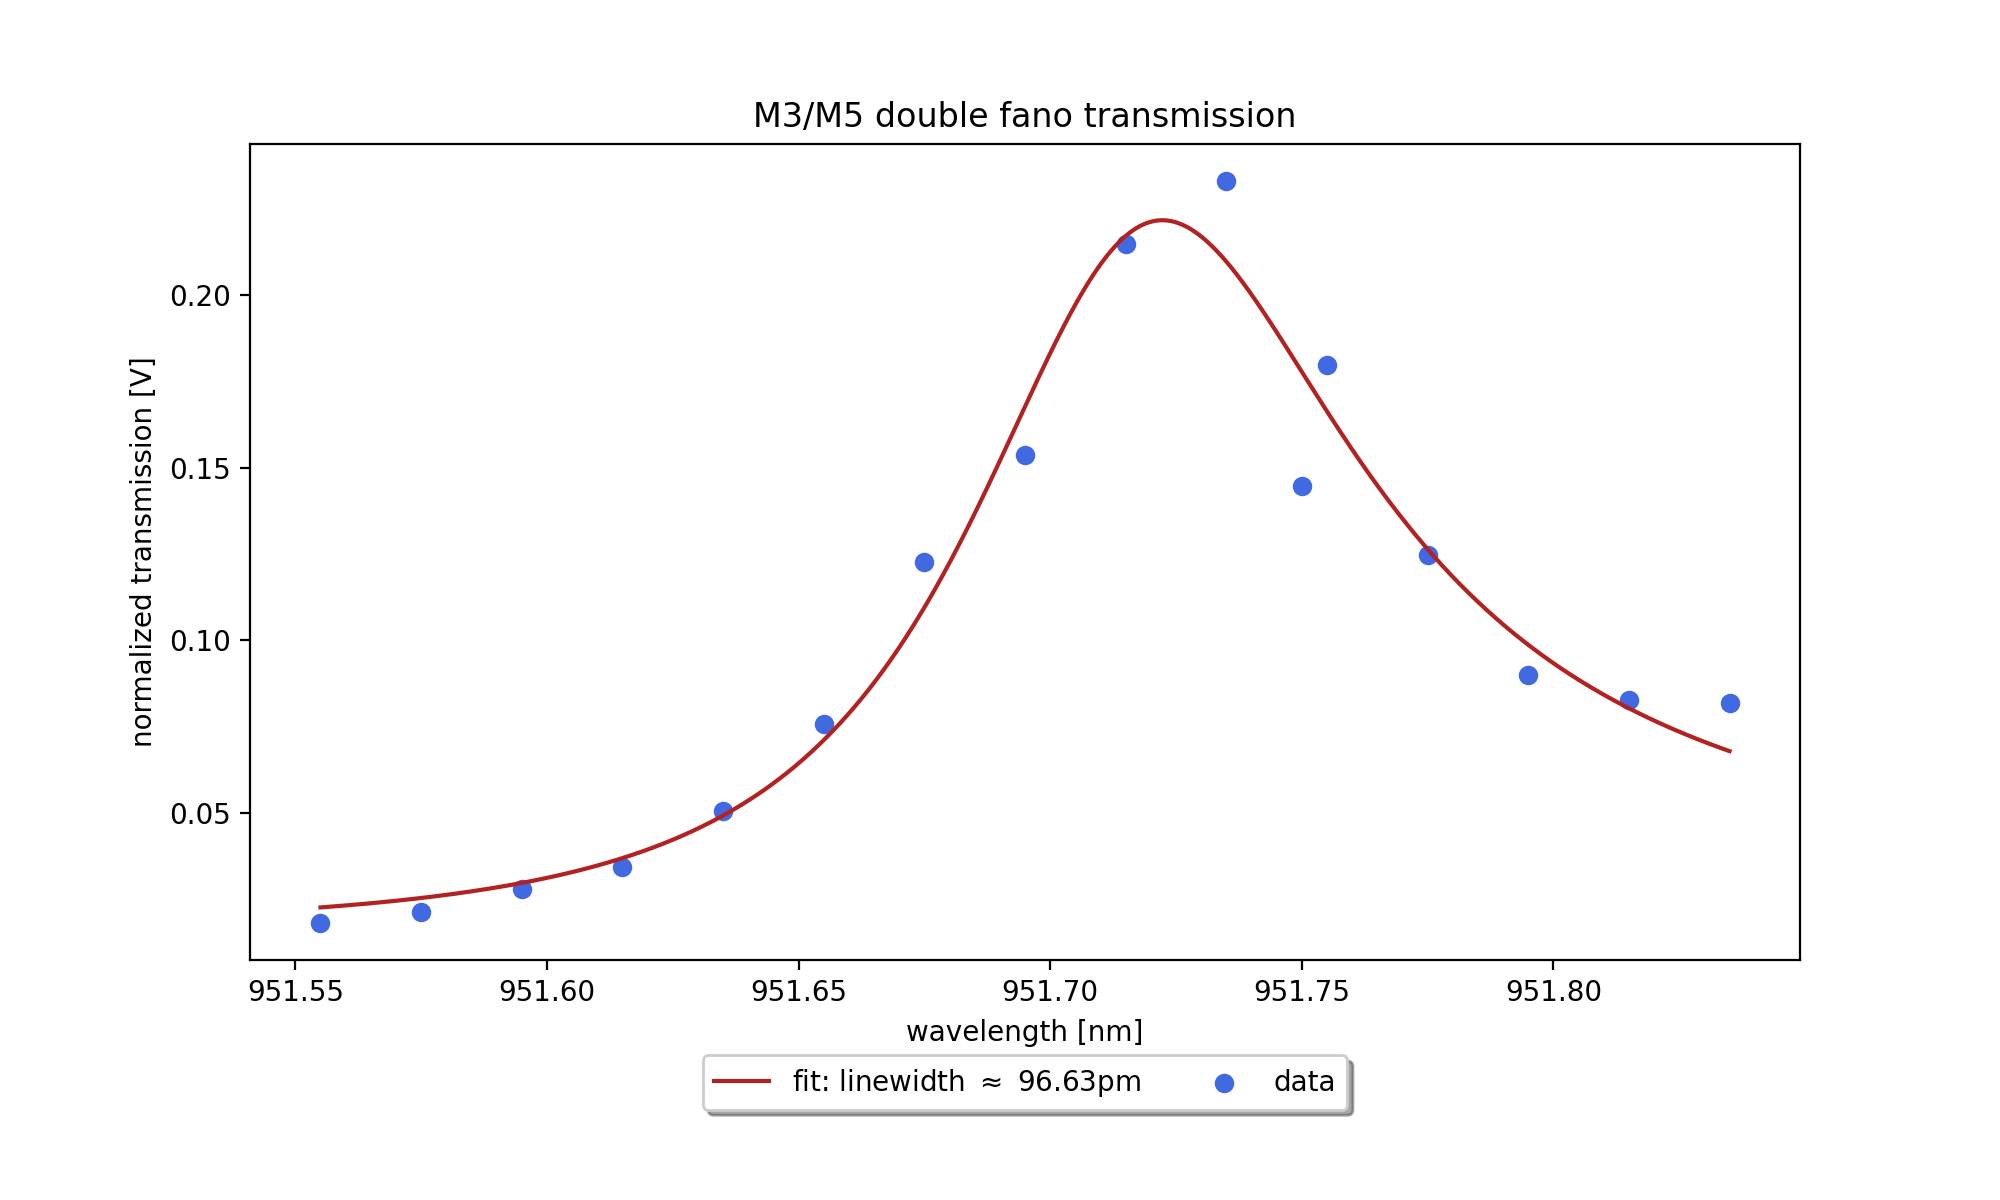 M3/M5 double fano transmission
normalized transmission [V]
0.20
0.15
0.10
0.05
951.55 951.60 951.65 951.70 951.75 951.80
wavelength [nm]
fit: linewidth ≈ 96.63pm data